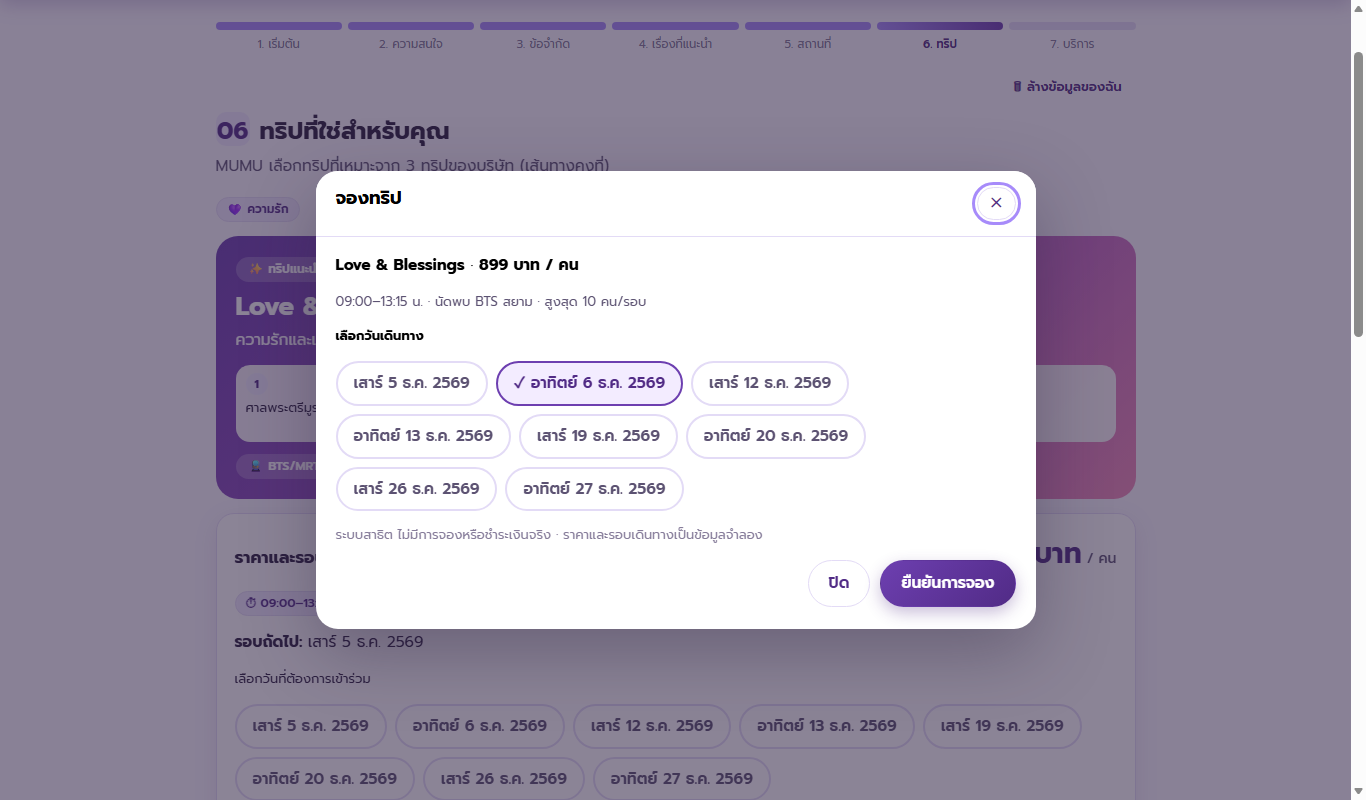 1. เริ่มต้น
2. ความสนใจ
3. ข้อจำกัด
4. เรื่องที่แนะนำ
5. สถานที่
6. ทริป
7. บริการ
ล้างข้อมูลของฉัน
06 ทริปที่ใช่สำหรับคุณ
MUMU เลือกทริปที่เหมาะจาก 3 ทริปของบริษัท (เส้นทางคงที่)
ความรัก
จองทริป
Love & Blessings · 899 บาท / คน
09:00–13:15 น. · นัดพบ BTS สยาม · สูงสุด 10 คน/รอบ
เลือกวันเดินทาง
เสาร์ 5 ธ.ค. 2569
✓ อาทิตย์ 6 ธ.ค. 2569
เสาร์ 12 ธ.ค. 2569
อาทิตย์ 13 ธ.ค. 2569
เสาร์ 19 ธ.ค. 2569
อาทิตย์ 20 ธ.ค. 2569
เสาร์ 26 ธ.ค. 2569
อาทิตย์ 27 ธ.ค. 2569
ระบบสาธิต ไม่มีการจองหรือชำระเงินจริง · ราคาและรอบเดินทางเป็นข้อมูลจำลอง
ปิด
ยืนยันการจอง
Love &
1
BTS/MR
ราคาและรอ
บาท / คน
09:00–13:
รอบถัดไป: เสาร์ 5 ธ.ค. 2569
เลือกวันที่ต้องการเข้าร่วม
เสาร์ 5 ธ.ค. 2569
อาทิตย์ 6 ธ.ค. 2569
เสาร์ 12 ธ.ค. 2569
อาทิตย์ 13 ธ.ค. 2569
เสาร์ 19 ธ.ค. 2569
อาทิตย์ 20 ธ.ค. 2569
เสาร์ 26 ธ.ค. 2569
อาทิตย์ 27 ธ.ค. 2569